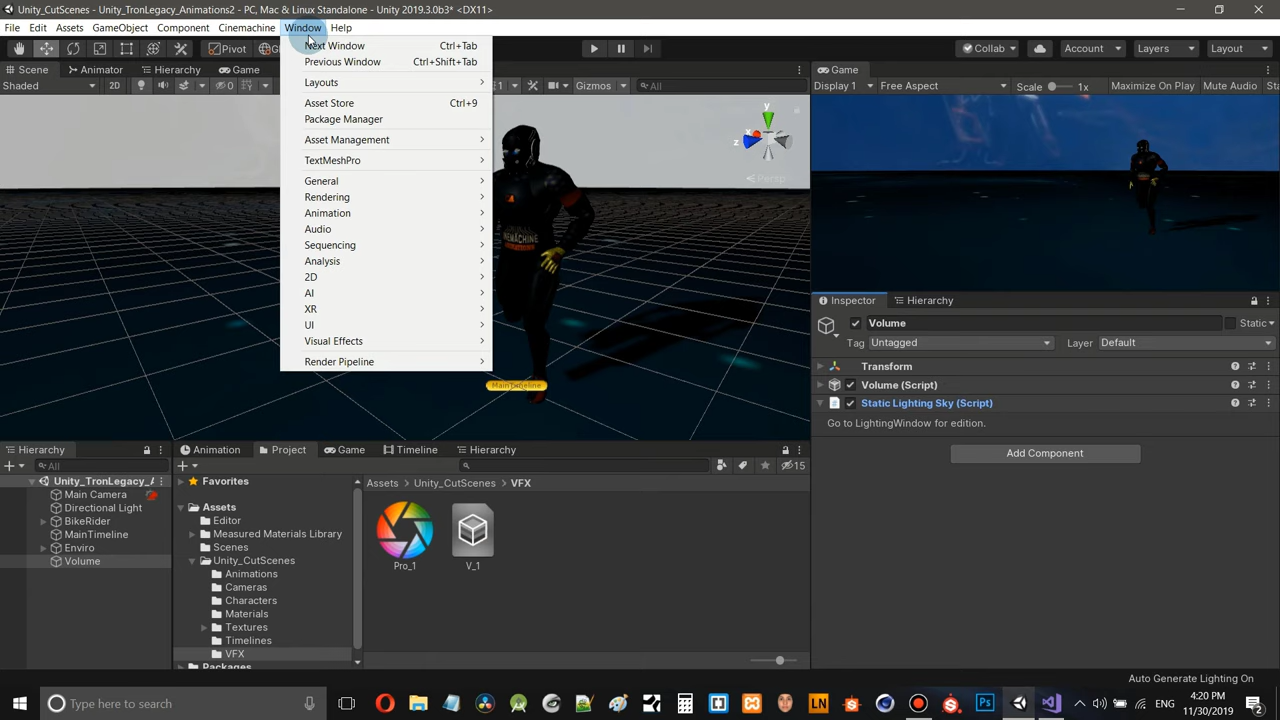 Unity_CutScenes - Unity_TronLegacy_Animations2 - PC, Mac & Linux Standalone - Unity 2019.3.0b3* <DX11>
File Edit Assets GameObject Component Cinemachine Window Help
Pivot Collab Account Layers Layout
Scene Animator Hierarchy Game
Shaded 2D 0 1 Gizmos All
Next Window Ctrl+Tab
Previous Window Ctrl+Shift+Tab
Layouts
Asset Store Ctrl+9
Package Manager
Asset Management
TextMeshPro
General
Rendering
Animation
Audio
Sequencing
Analysis
2D
AI
XR
UI
Visual Effects
Render Pipeline
y
x
z
Persp
MainTimeline
Game
Display 1 Free Aspect Scale 1x Maximize On Play Mute Audio
Inspector Hierarchy
Volume Static
Tag Untagged Layer Default
Transform
Volume (Script)
Static Lighting Sky (Script)
Go to LightingWindow for edition.
Add Component
Hierarchy
All
Unity_TronLegacy_A
Main Camera
Directional Light
BikeRider
MainTimeline
Enviro
Volume
Animation Project Game Timeline Hierarchy
15
Favorites
Assets
Editor
Measured Materials Library
Scenes
Unity_CutScenes
Animations
Cameras
Characters
Materials
Textures
Timelines
VFX
Packages
Assets Unity_CutScenes VFX
Pro_1 V_1
Auto Generate Lighting On
Type here to search
LN
Ps
ENG
4:20 PM
11/30/2019
2